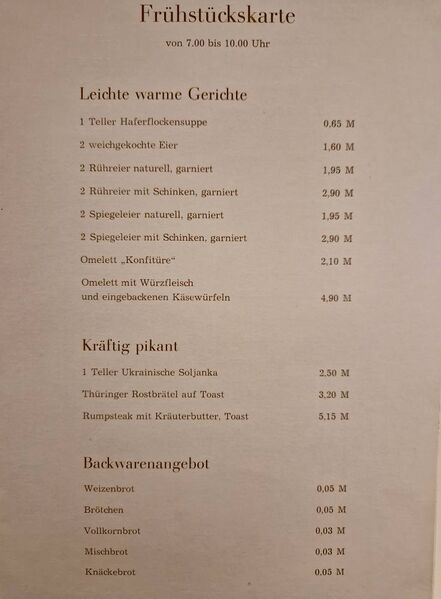 Frühstückskarte
von 7.00 bis 10.00 Uhr
Leichte warme Gerichte
1 Teller Haferflockensuppe 0,65 M
2 weichgekochte Eier 1,60 M
2 Rühreier naturell, garniert 1,95 M
2 Rühreier mit Schinken, garniert 2,90 M
2 Spiegeleier naturell, garniert 1,95 M
2 Spiegeleier mit Schinken, garniert 2,90 M
Omelett „Konfitüre“ 2,10 M
Omelett mit Würzfleisch
und eingebackenen Käsewürfeln 4,90 M
Kräftig pikant
1 Teller Ukrainische Soljanka 2,50 M
Thüringer Rostbrätel auf Toast 3,20 M
Rumpsteak mit Kräuterbutter, Toast 5,15 M
Backwarenangebot
Weizenbrot 0,05 M
Brötchen 0,05 M
Vollkornbrot 0,03 M
Mischbrot 0,03 M
Knäckebrot 0,05 M